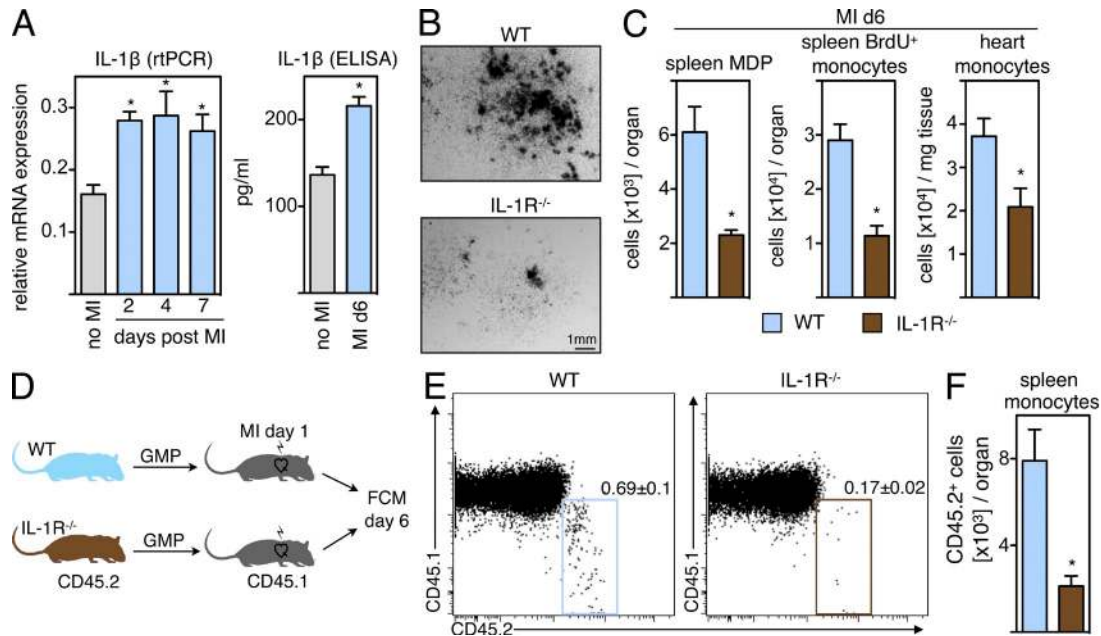 A
IL-1β (rtPCR)
relative mRNA expression
0.3
0.2
0.1
*
*
*
no MI
2
4
7
days post MI
IL-1β (ELISA)
pg/ml
200
100
*
no MI
MI d6
B
WT
IL-1R-/-
1mm
C
MI d6
spleen MDP
cells [x10³] / organ
6
4
2
*
spleen BrdU⁺
monocytes
cells [x10⁴] / organ
3
2
1
*
heart
monocytes
cells [x10⁴] / mg tissue
4
3
2
1
*
WT
IL-1R-/-
D
WT
GMP
MI day 1
IL-1R-/-
GMP
CD45.2
CD45.1
FCM
day 6
E
WT
CD45.1
0.69±0.1
IL-1R-/-
CD45.1
0.17±0.02
CD45.2
F
spleen
monocytes
CD45.2+ cells
[x10³] / organ
8
4
*